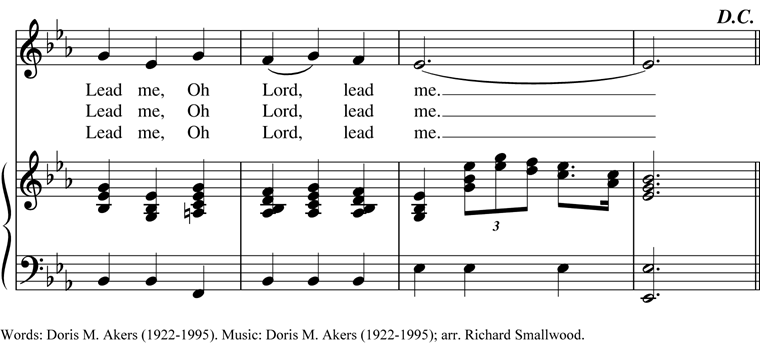 D.C.
Lead me, Oh Lord, lead me.
Lead me, Oh Lord, lead me.
Lead me, Oh Lord, lead me.
3
Words: Doris M. Akers (1922-1995). Music: Doris M. Akers (1922-1995); arr. Richard Smallwood.